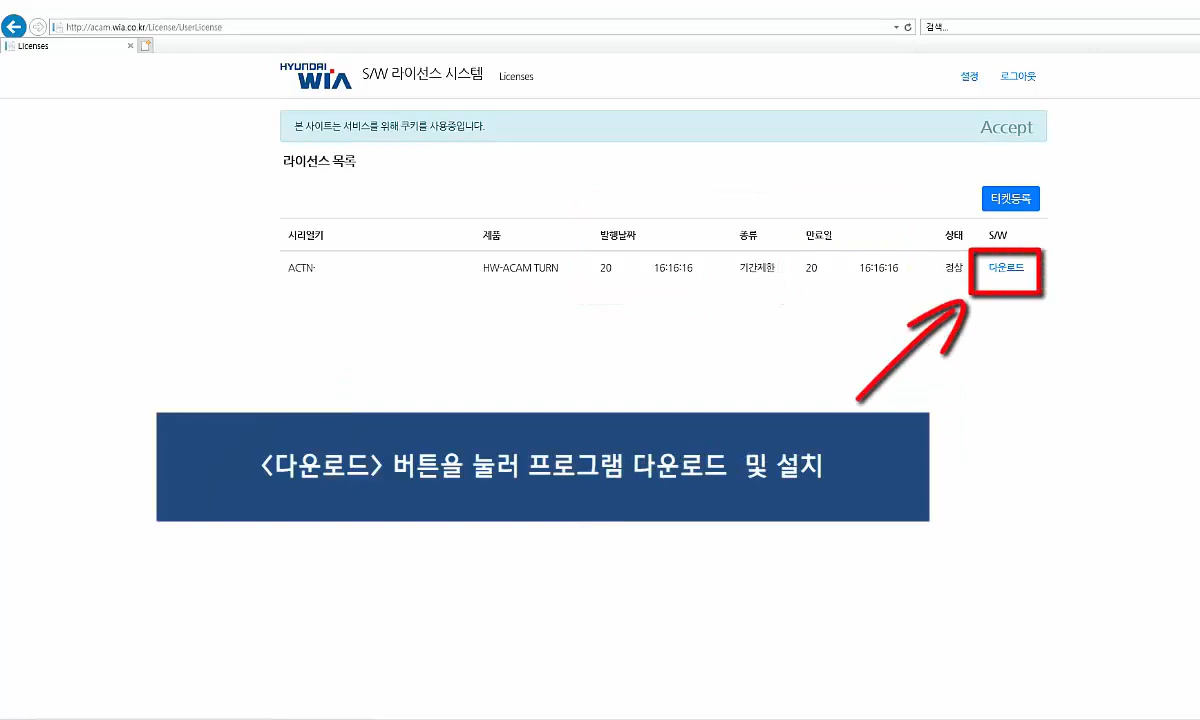 http://acam.wia.co.kr/License/UserLicense
검색...
Licenses
HYUNDAI WIA S/W 라이선스 시스템 Licenses 설정 로그아웃
본 사이트는 서비스를 위해 쿠키를 사용중입니다. Accept
라이선스 목록
티켓등록
시리얼키 제품 발행날짜 종류 만료일 상태 S/W
ACTN- HW-ACAM TURN 20 16:16:16 기간제한 20 16:16:16 정상 다운로드
<다운로드> 버튼을 눌러 프로그램 다운로드 및 설치